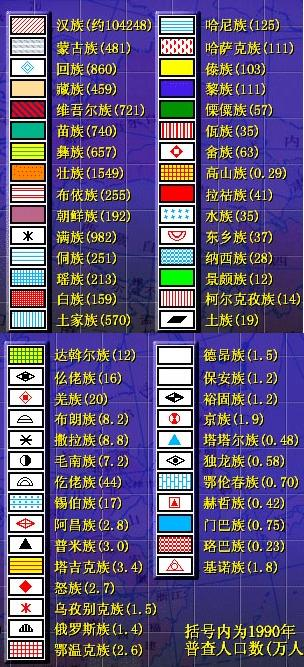 汉族(约104248)
蒙古族(481)
回族(860)
藏族(459)
维吾尔族(721)
苗族(740)
彝族(657)
壮族(1549)
布依族(255)
朝鲜族(192)
满族(982)
侗族(251)
瑶族(213)
白族(159)
土家族(570)
哈尼族(125)
哈萨克族(111)
傣族(103)
黎族(111)
傈僳族(57)
佤族(35)
畲族(63)
高山族(0.29)
拉祜族(41)
水族(35)
东乡族(37)
纳西族(28)
景颇族(12)
柯尔克孜族(14)
土族(19)
达斡尔族(12)
仫佬族(16)
羌族(20)
布朗族(8.2)
撒拉族(8.8)
毛南族(7.2)
仡佬族(44)
锡伯族(17)
阿昌族(2.8)
普米族(3.0)
塔吉克族(3.4)
怒族(2.7)
乌孜别克族(1.5)
俄罗斯族(1.4)
鄂温克族(2.6)
德昂族(1.5)
保安族(1.2)
裕固族(1.2)
京族(1.9)
塔塔尔族(0.48)
独龙族(0.58)
鄂伦春族(0.70)
赫哲族(0.42)
门巴族(0.75)
珞巴族(0.23)
基诺族(1.8)
括号内为1990年
普查人口数(万人